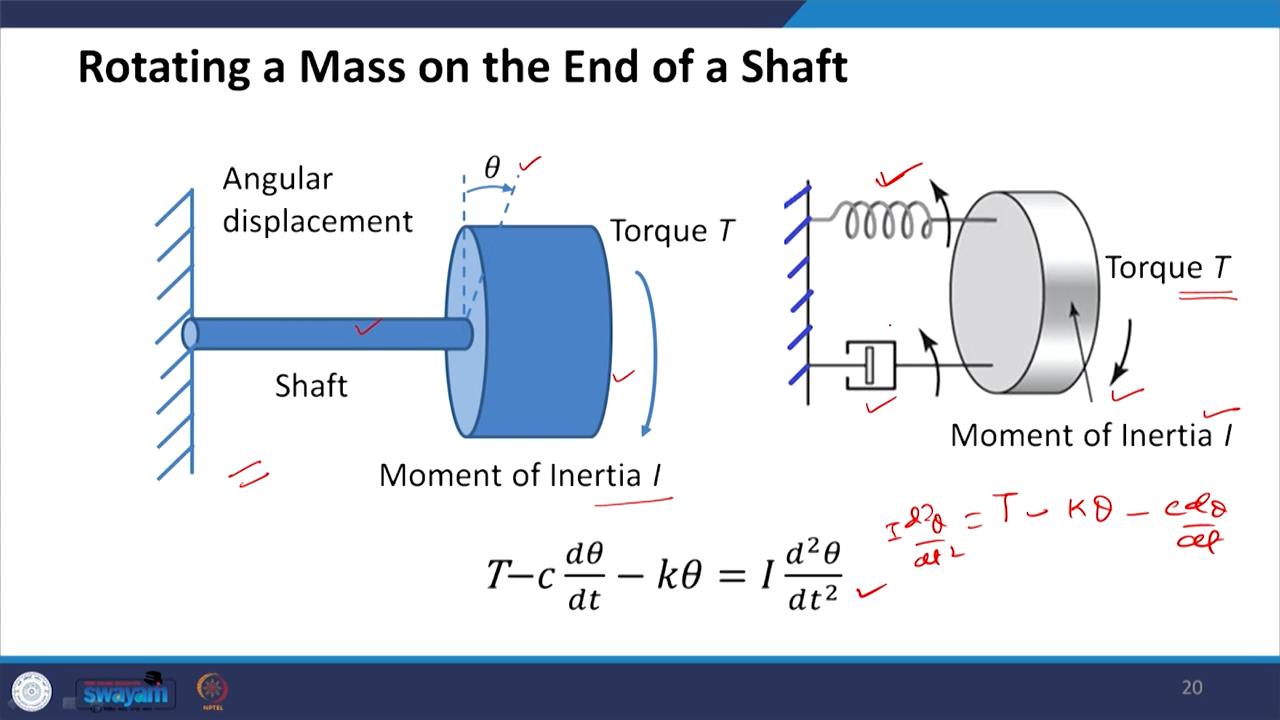 Rotating a Mass on the End of a Shaft
Angular
displacement
θ
Torque T
Shaft
Moment of Inertia I
Torque T
Moment of Inertia I
I d²θ/dt² = T - Kθ - c dθ/dt
T–c dθ/dt − kθ = I d²θ/dt²
swayam
NPTEL
20